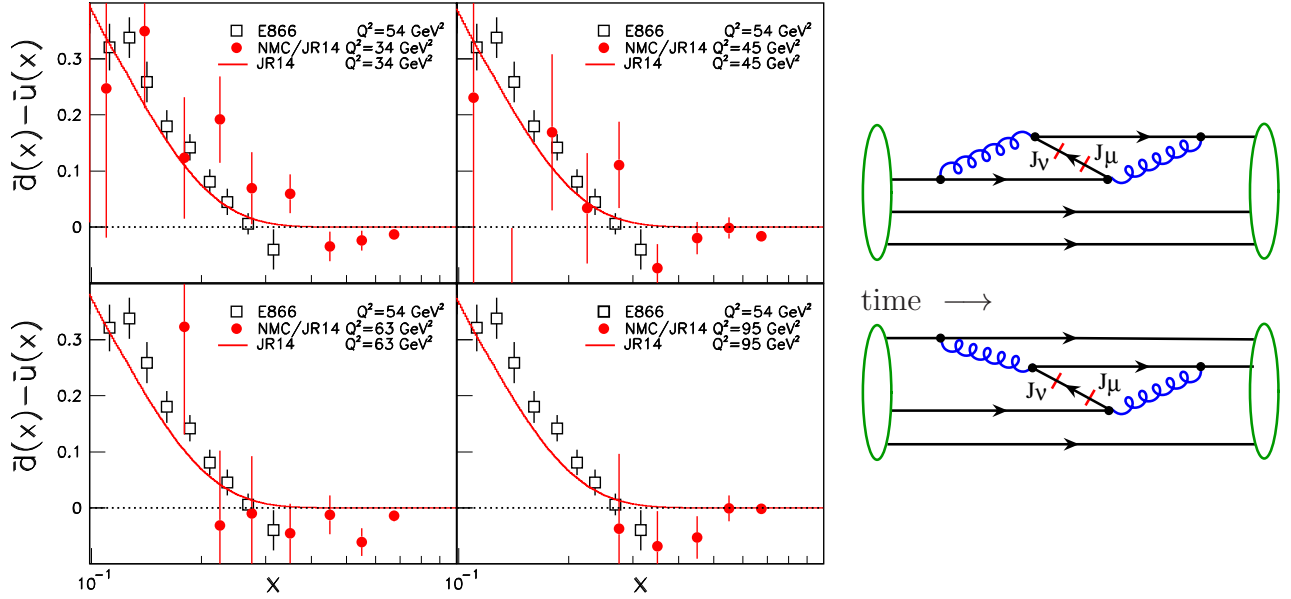 E866 Q²=54 GeV²
NMC/JR14 Q²=34 GeV²
JR14 Q²=34 GeV²
E866 Q²=54 GeV²
NMC/JR14 Q²=45 GeV²
JR14 Q²=45 GeV²
d̄(x)−ū(x)
0.3
0.2
0.1
0
E866 Q²=54 GeV²
NMC/JR14 Q²=63 GeV²
JR14 Q²=63 GeV²
E866 Q²=54 GeV²
NMC/JR14 Q²=95 GeV²
JR14 Q²=95 GeV²
d̄(x)−ū(x)
0.3
0.2
0.1
0
10⁻¹
x
10⁻¹
x
Jν Jμ
time →
Jν Jμ